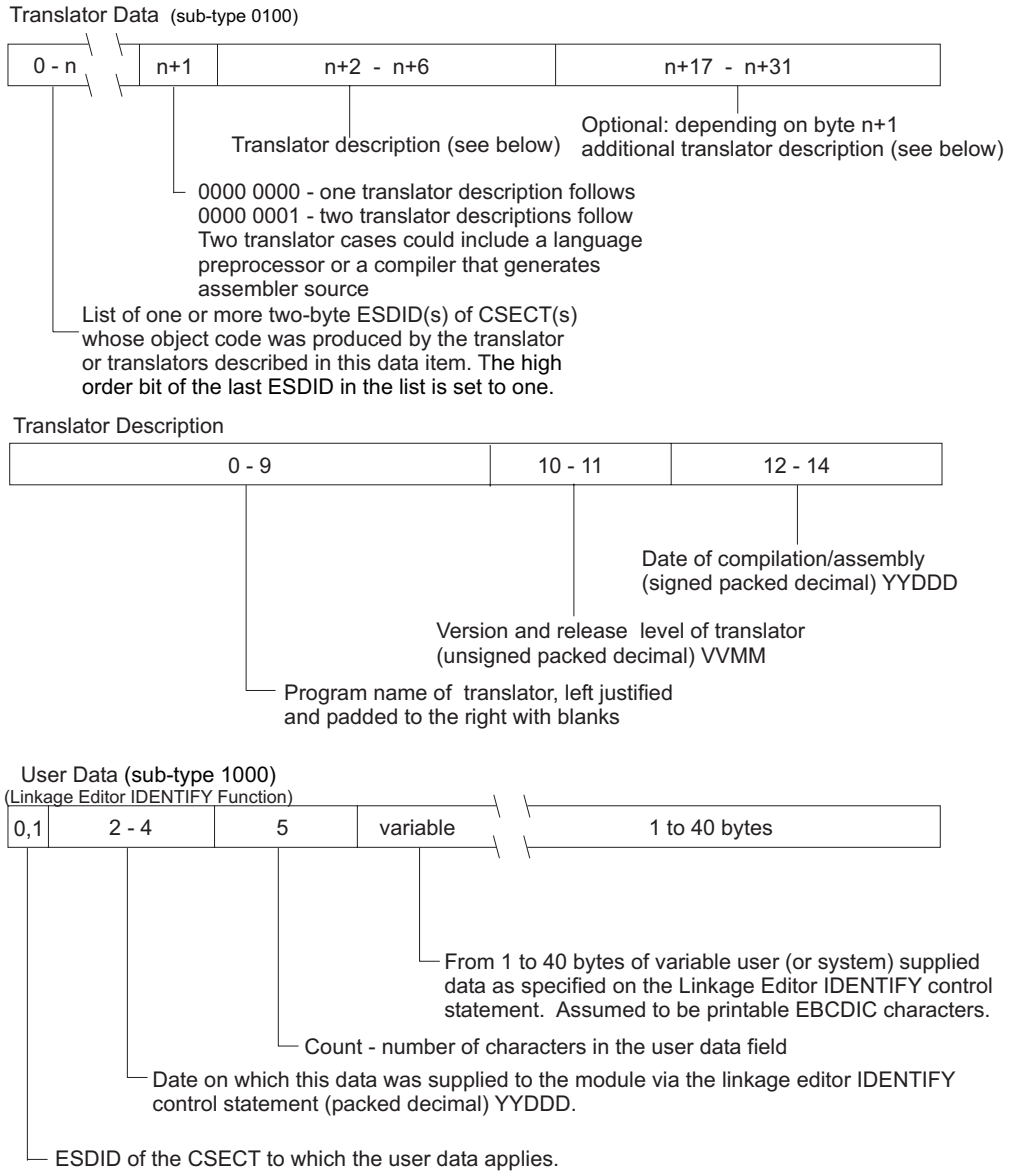 Translator Data (sub-type 0100)
0 - n n+1 n+2 - n+6 n+17 - n+31
Optional: depending on byte n+1
additional translator description (see below)
Translator description (see below)
0000 0000 - one translator description follows
0000 0001 - two translator descriptions follow
Two translator cases could include a language
preprocessor or a compiler that generates
assembler source
List of one or more two-byte ESDID(s) of CSECT(s)
whose object code was produced by the translator
or translators described in this data item. The high
order bit of the last ESDID in the list is set to one.
Translator Description
0 - 9 10 - 11 12 - 14
Date of compilation/assembly
(signed packed decimal) YYDDD
Version and release level of translator
(unsigned packed decimal) VVMM
Program name of translator, left justified
and padded to the right with blanks
User Data (sub-type 1000)
(Linkage Editor IDENTIFY Function)
0,1 2 - 4 5 variable 1 to 40 bytes
From 1 to 40 bytes of variable user (or system) supplied
data as specified on the Linkage Editor IDENTIFY control
statement. Assumed to be printable EBCDIC characters.
Count - number of characters in the user data field
Date on which this data was supplied to the module via the linkage editor IDENTIFY
control statement (packed decimal) YYDDD.
ESDID of the CSECT to which the user data applies.